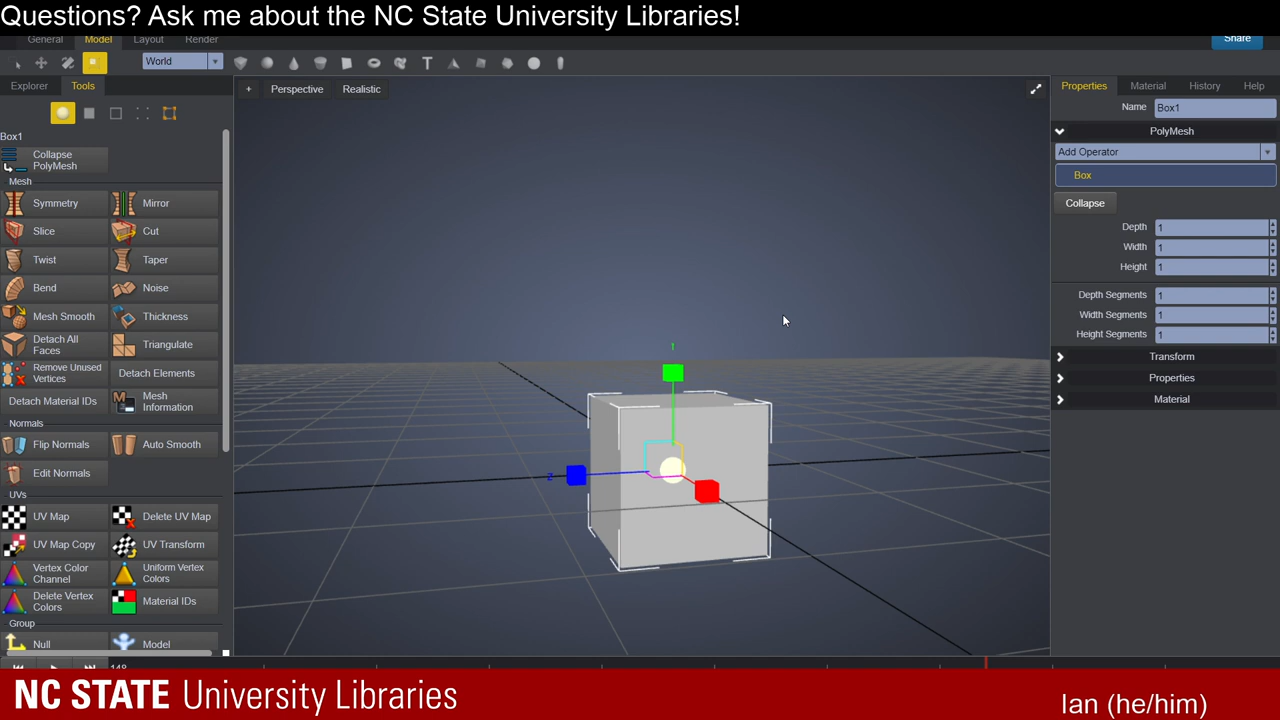 Questions? Ask me about the NC State University Libraries!
General Model Layout Render
Share
World
T
Explorer Tools
Box1
Collapse PolyMesh
Mesh
Symmetry Mirror
Slice Cut
Twist Taper
Bend Noise
Mesh Smooth Thickness
Detach All Faces Triangulate
Remove Unused Vertices Detach Elements
Detach Material IDs Mesh Information
Normals
Flip Normals Auto Smooth
Edit Normals
UVs
UV Map Delete UV Map
UV Map Copy UV Transform
Vertex Color Channel Uniform Vertex Colors
Delete Vertex Colors Material IDs
Group
Null Model
+ Perspective Realistic
z
Properties Material History Help
Name Box1
PolyMesh
Add Operator
Box
Collapse
Depth 1
Width 1
Height 1
Depth Segments 1
Width Segments 1
Height Segments 1
Transform
Properties
Material
148
NC STATE University Libraries
Ian (he/him)